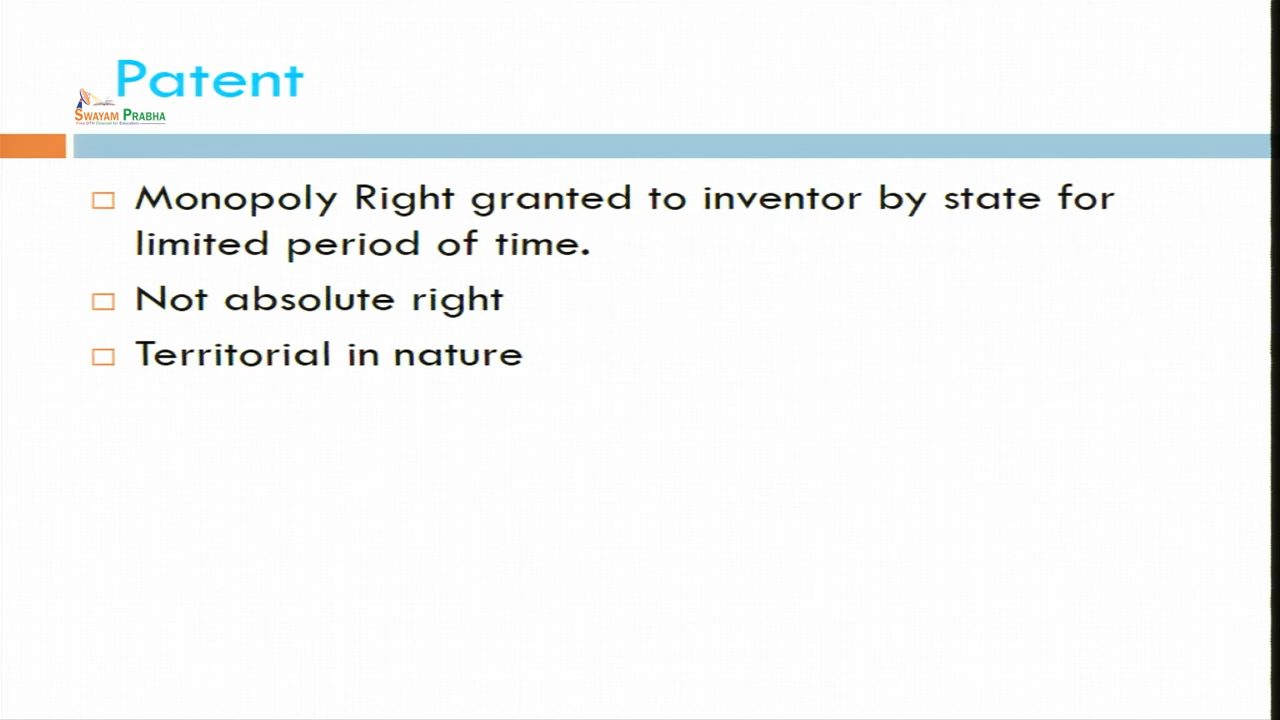 Patent
SWAYAM PRABHA
Monopoly Right granted to inventor by state for
limited period of time.
Not absolute right
Territorial in nature